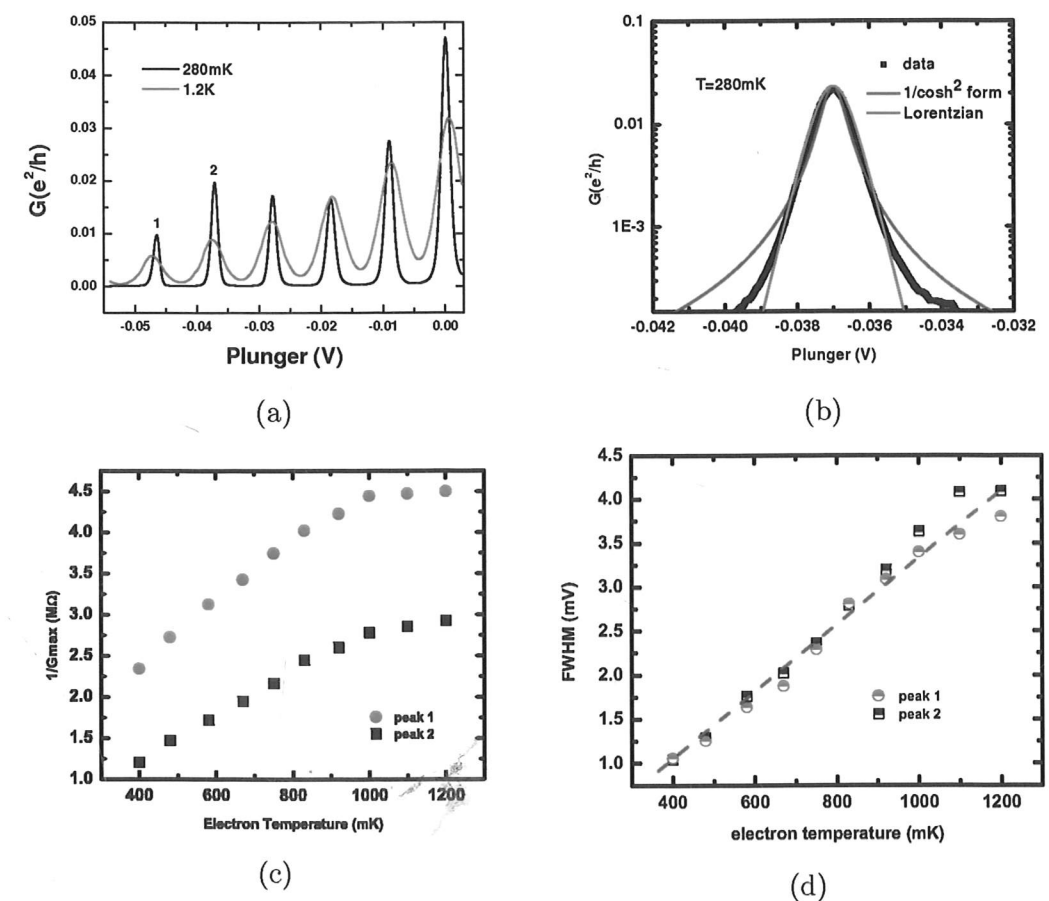 0.05
0.04
0.03
0.02
0.01
0.00
G(e²/h)
280mK
1.2K
1
2
-0.05 -0.04 -0.03 -0.02 -0.01 0.00
Plunger (V)
(a)
0.1
0.01
1E-3
G(e²/h)
T=280mK
data
1/cosh² form
Lorentzian
-0.042 -0.040 -0.038 -0.036 -0.034 -0.032
Plunger (V)
(b)
4.5
4.0
3.5
3.0
2.5
2.0
1.5
1.0
1/Gmax (MΩ)
peak 1
peak 2
400 600 800 1000 1200
Electron Temperature (mK)
(c)
4.5
4.0
3.5
3.0
2.5
2.0
1.5
1.0
FWHM (mV)
peak 1
peak 2
400 600 800 1000 1200
electron temperature (mK)
(d)